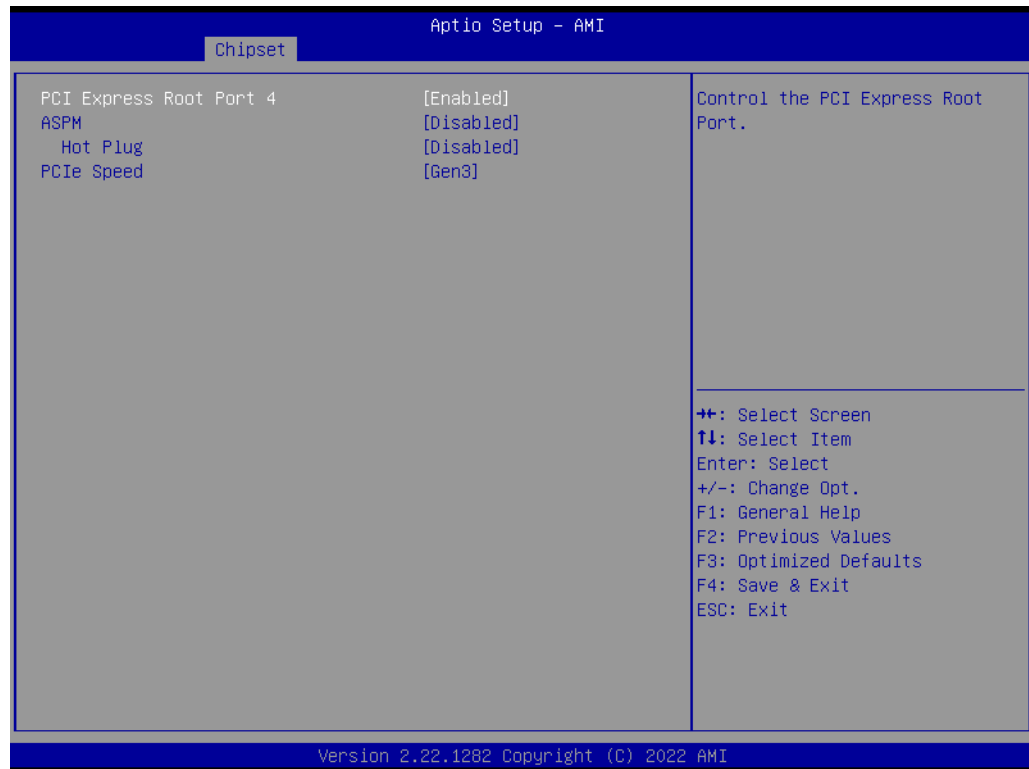 Aptio Setup – AMI
Chipset
PCI Express Root Port 4 [Enabled]
ASPM [Disabled]
Hot Plug [Disabled]
PCIe Speed [Gen3]
Control the PCI Express Root
Port.
→←: Select Screen
↑↓: Select Item
Enter: Select
+/-: Change Opt.
F1: General Help
F2: Previous Values
F3: Optimized Defaults
F4: Save & Exit
ESC: Exit
Version 2.22.1282 Copyright (C) 2022 AMI